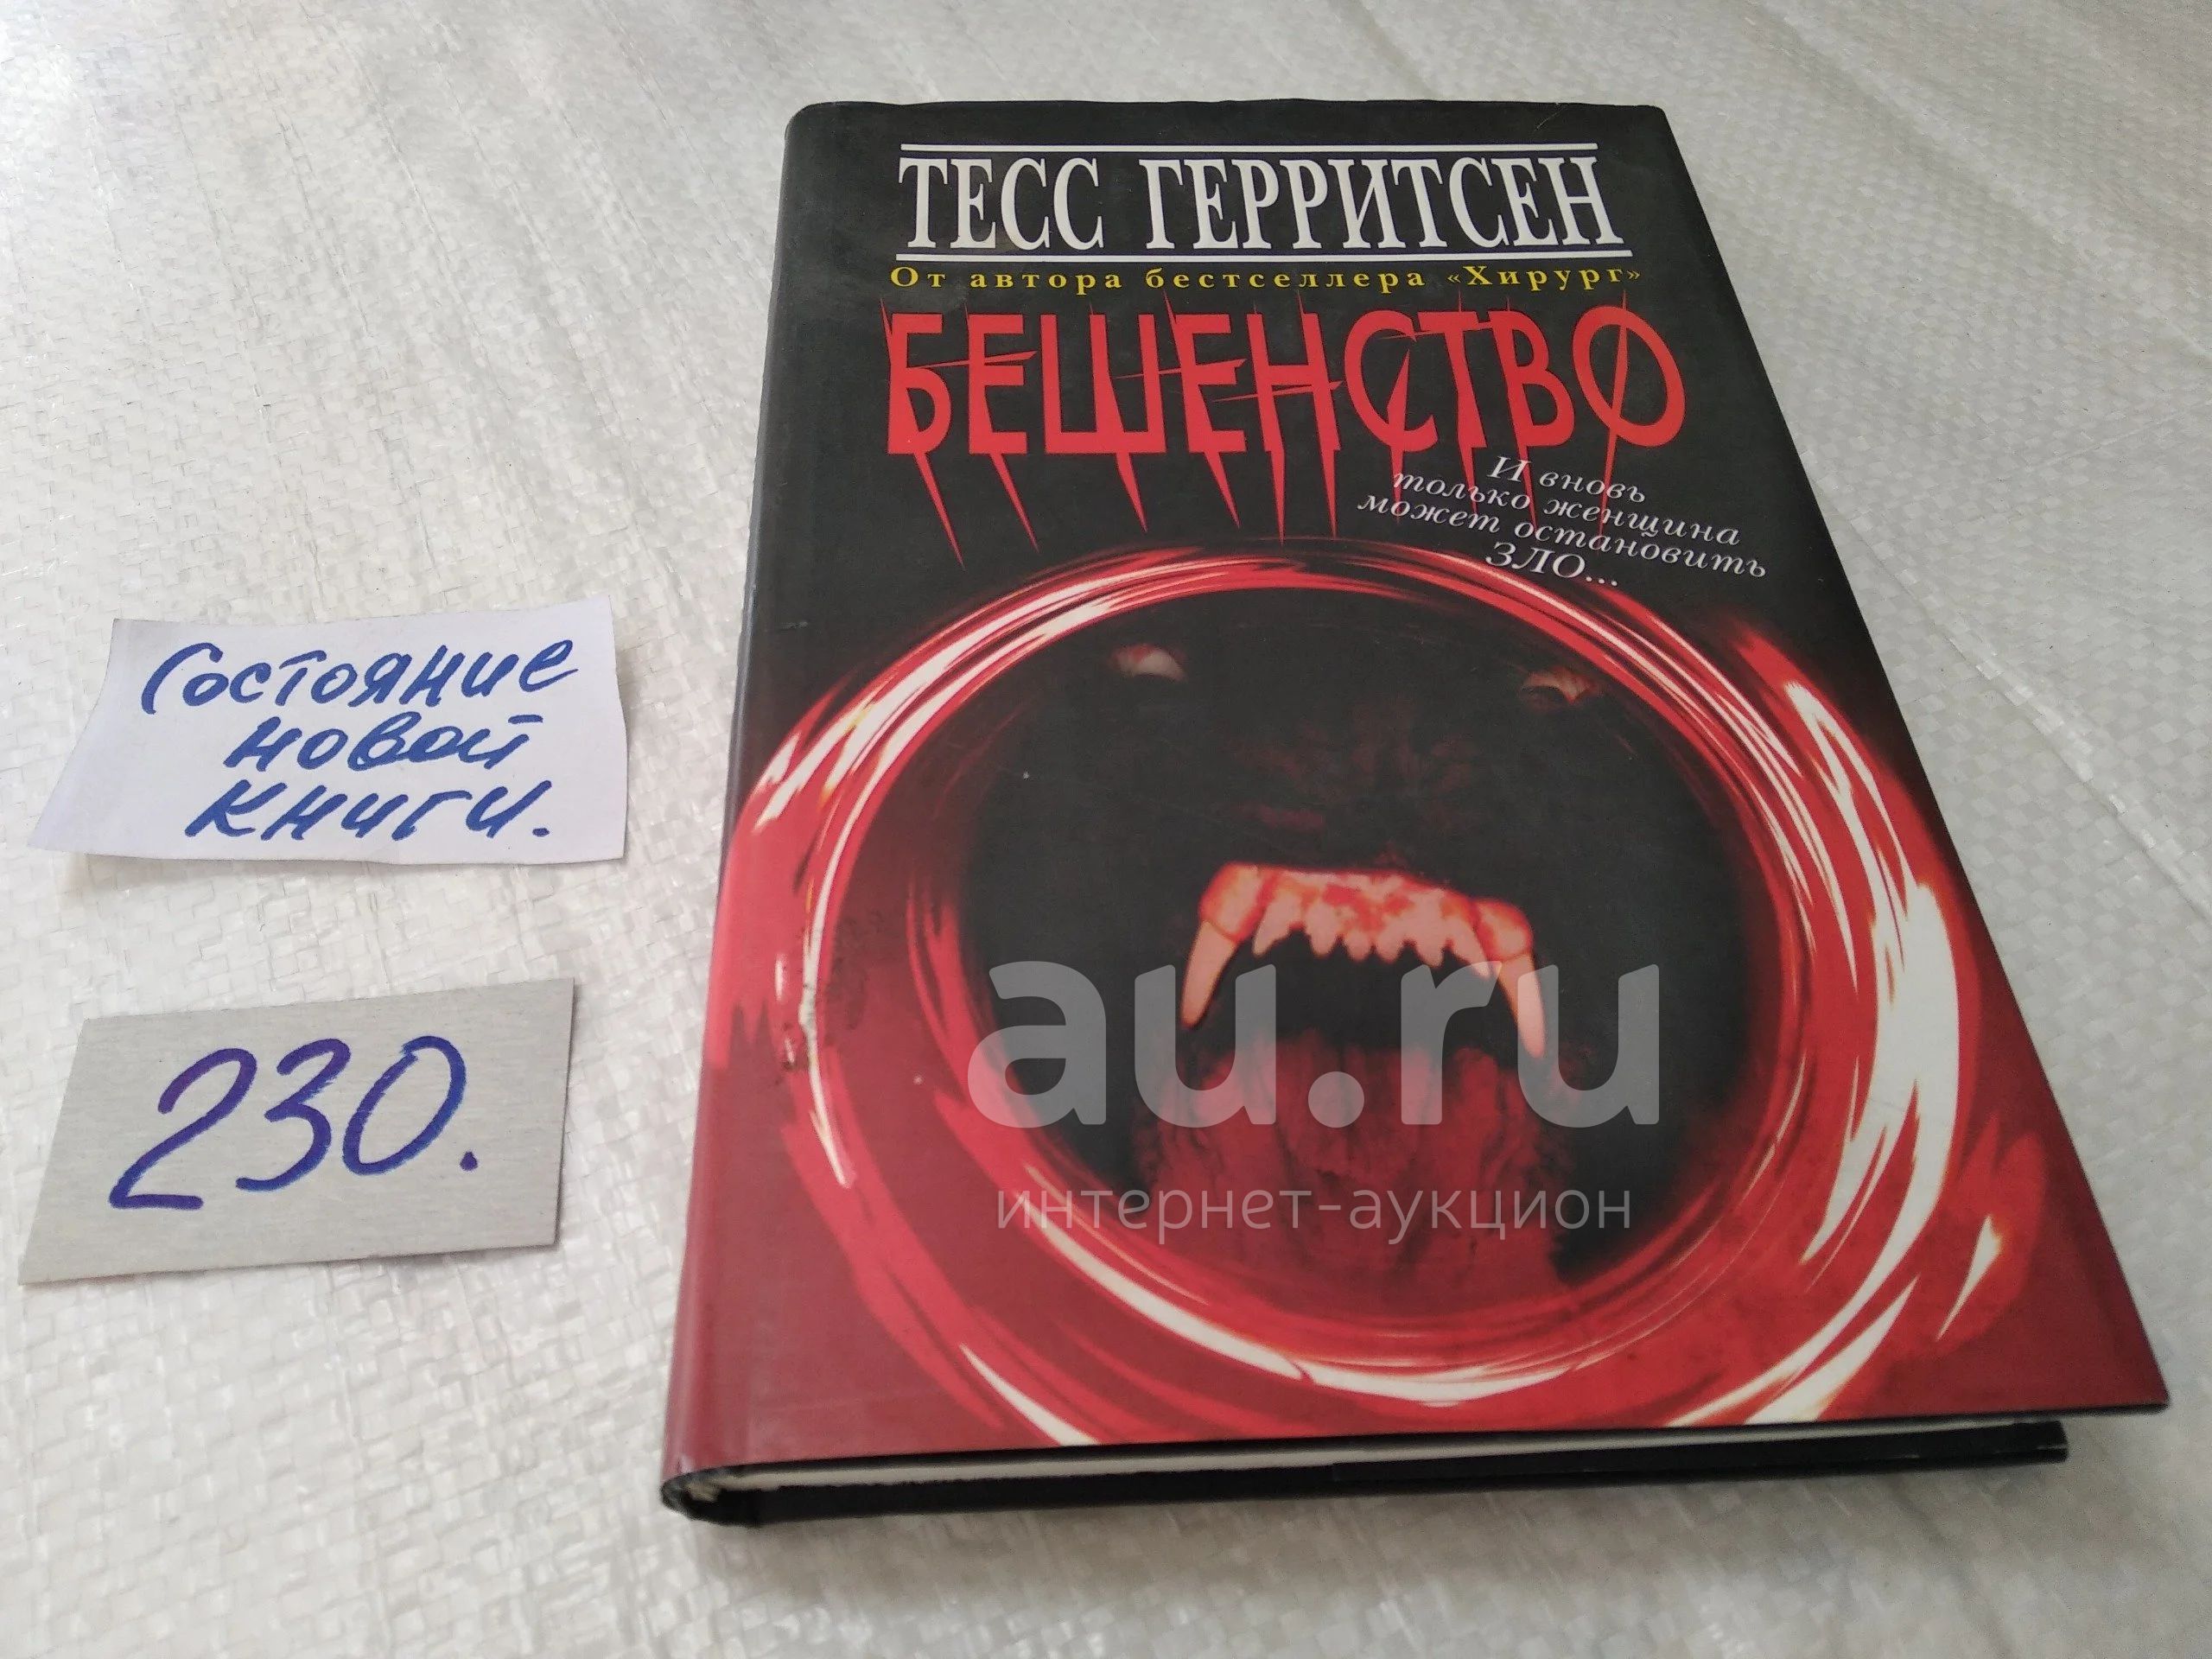 ТЕСС ГЕРРИТСЕН
От автора бестселлера «Хирург»
БЕШЕНСТВО
И вновь
только женщина
может остановить
ЗЛО...
Состояние
новой
книги.
230.
au.ru
интернет-аукцион